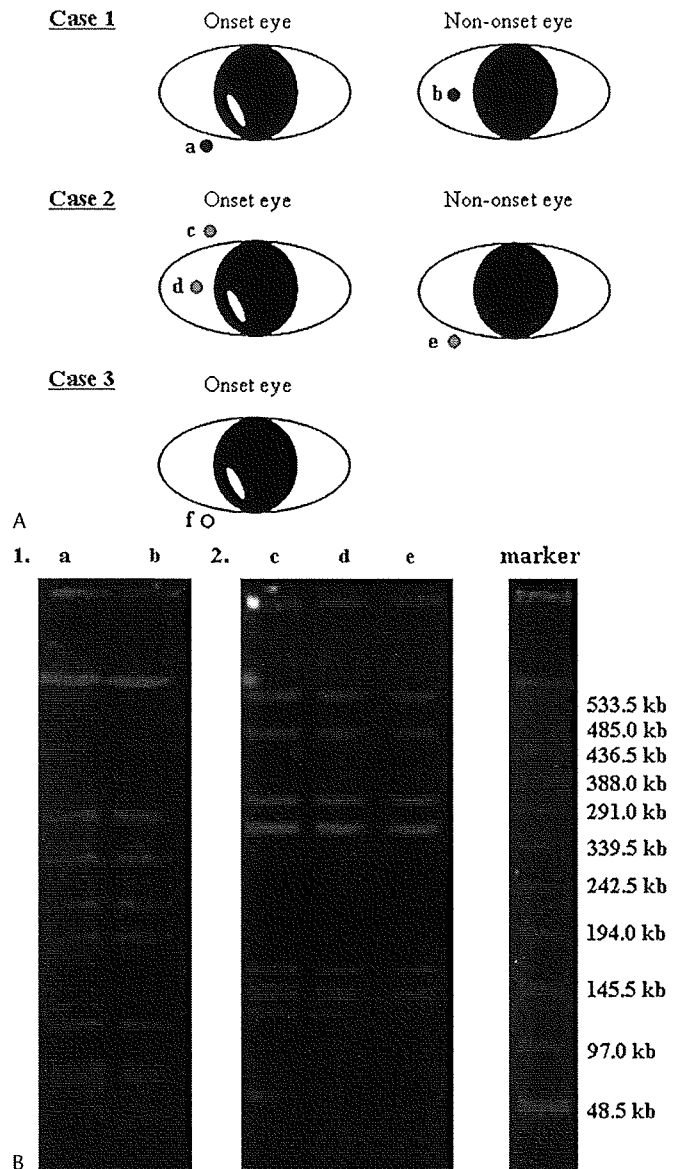 Case 1 Onset eye Non-onset eye
b
a
Case 2 Onset eye Non-onset eye
c
d
e
Case 3 Onset eye
A f
1. a b 2. c d e marker
533.5 kb
485.0 kb
436.5 kb
388.0 kb
291.0 kb
339.5 kb
242.5 kb
194.0 kb
145.5 kb
97.0 kb
48.5 kb
B